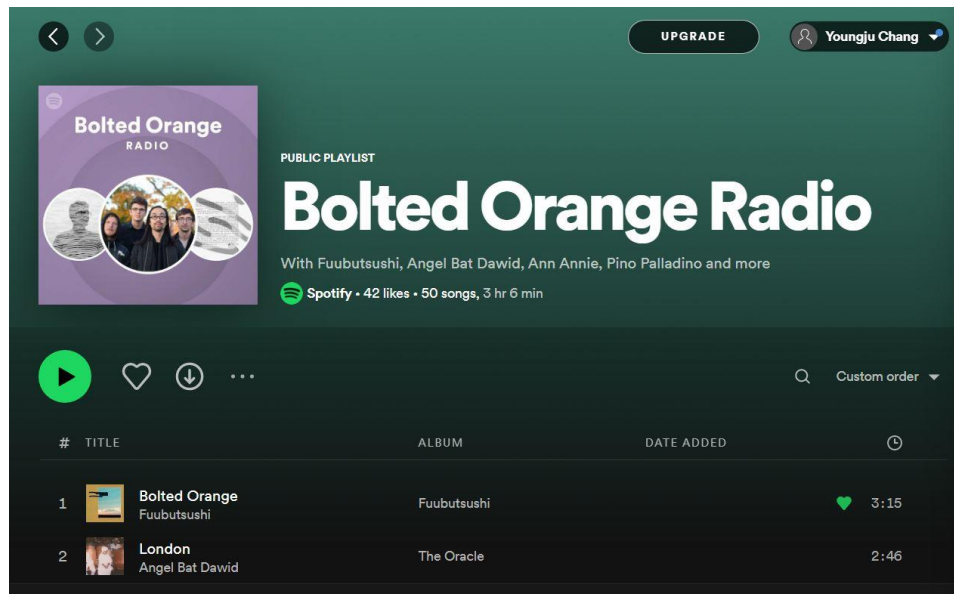 UPGRADE
Youngju Chang
Bolted Orange
RADIO
PUBLIC PLAYLIST
Bolted Orange Radio
With Fuubutsushi, Angel Bat Dawid, Ann Annie, Pino Palladino and more
Spotify • 42 likes • 50 songs, 3 hr 6 min
Custom order
# TITLE ALBUM DATE ADDED
1 Bolted Orange Fuubutsushi 3:15
Fuubutsushi
2 London The Oracle 2:46
Angel Bat Dawid